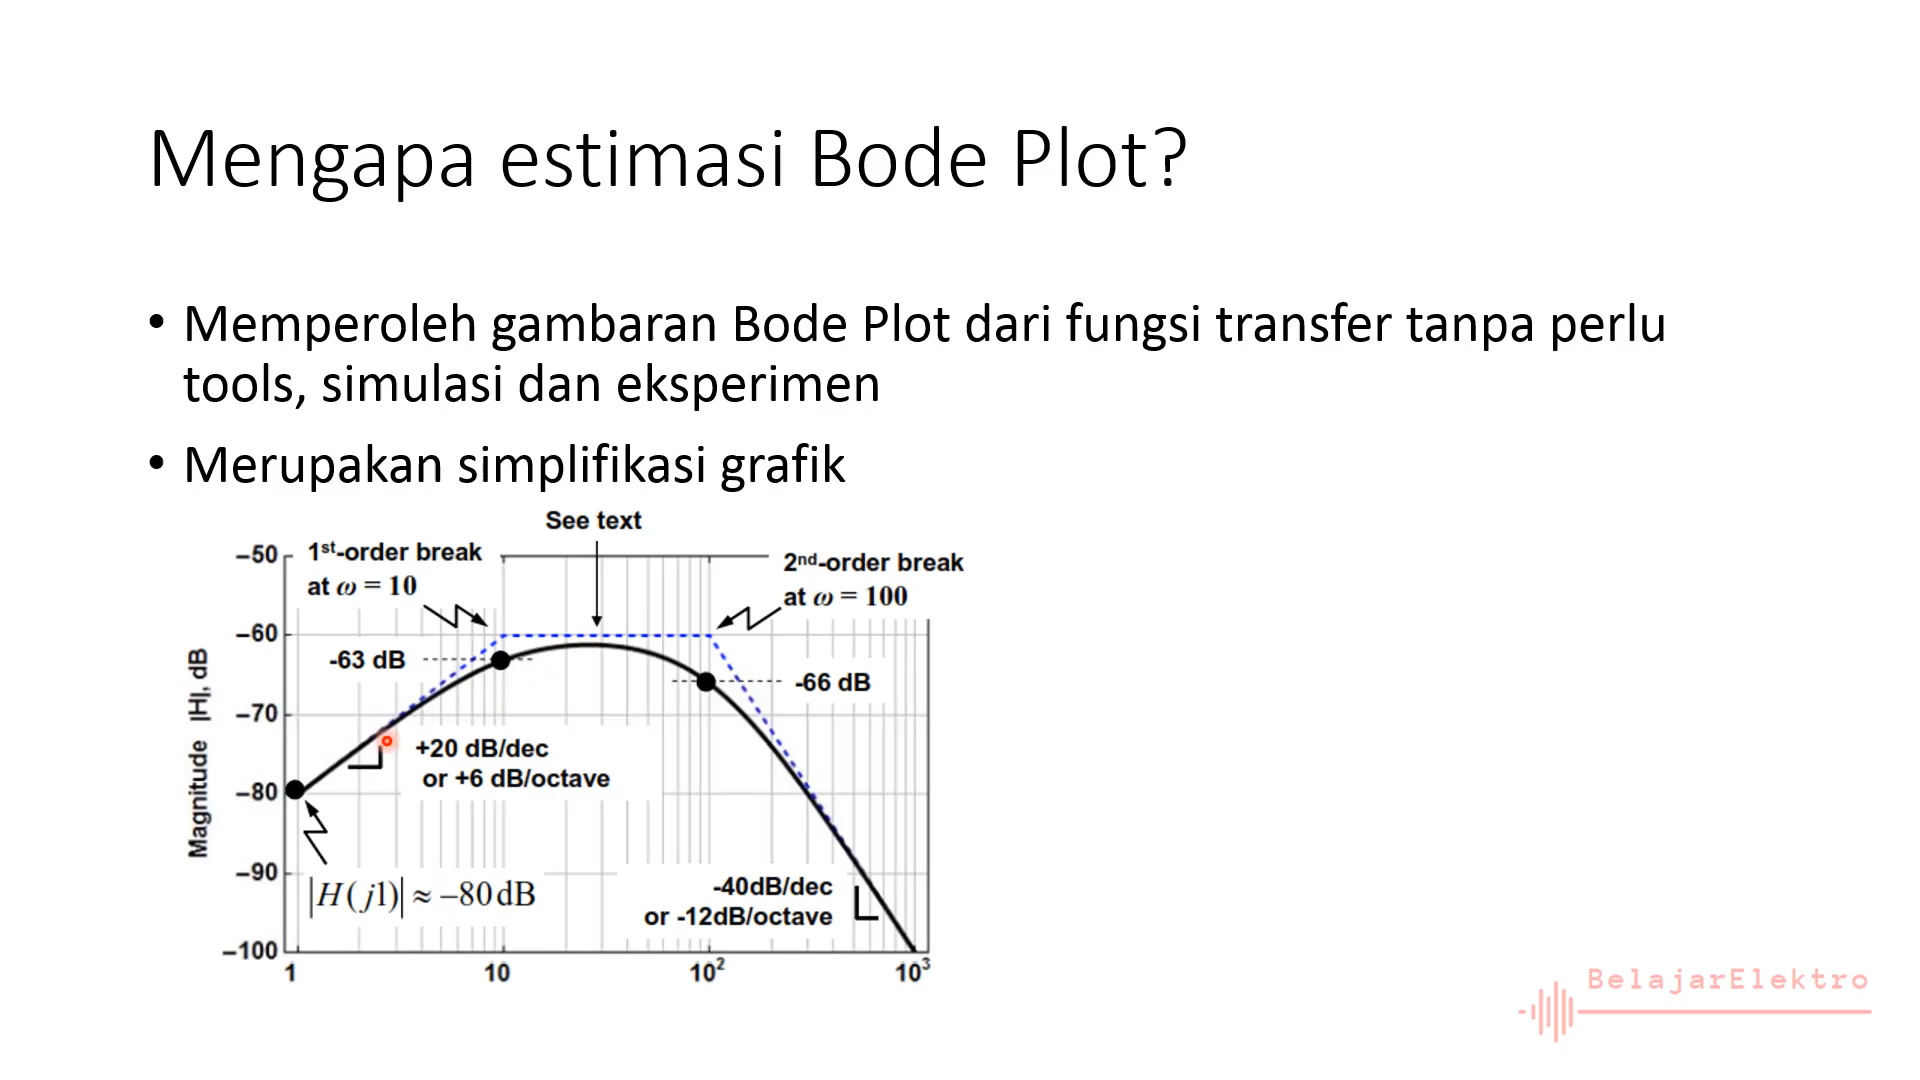 Mengapa estimasi Bode Plot?
• Memperoleh gambaran Bode Plot dari fungsi transfer tanpa perlu
tools, simulasi dan eksperimen
• Merupakan simplifikasi grafik
See text
1st-order break
at ω = 10
2nd-order break
at ω = 100
-63 dB
-66 dB
+20 dB/dec
or +6 dB/octave
|H(j1)| ≈ –80 dB
-40dB/dec
or -12dB/octave
Magnitude |H|, dB
–50
–60
–70
–80
–90
–100
1
10
10²
10³
BelajarElektro